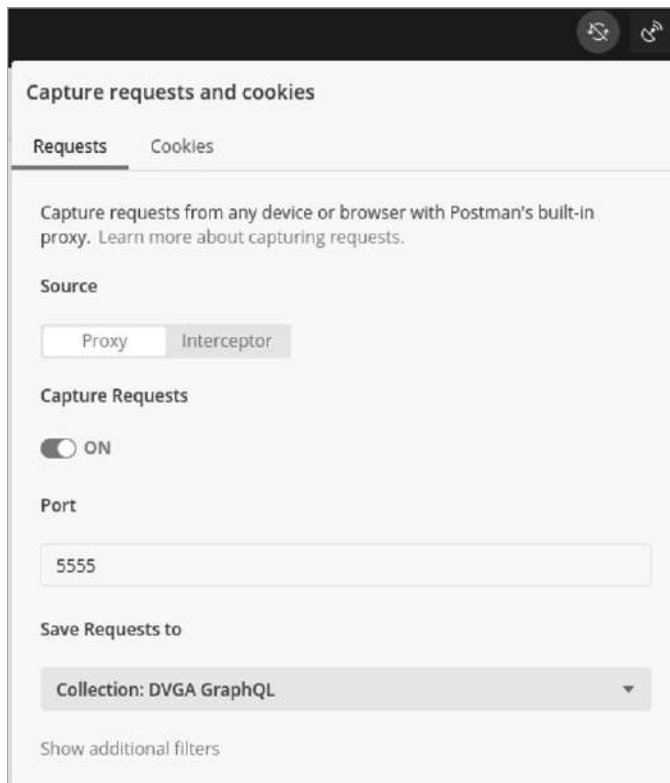 Capture requests and cookies
Requests Cookies
Capture requests from any device or browser with Postman's built-in
proxy. Learn more about capturing requests.
Source
Proxy Interceptor
Capture Requests
ON
Port
5555
Save Requests to
Collection: DVGA GraphQL
Show additional filters